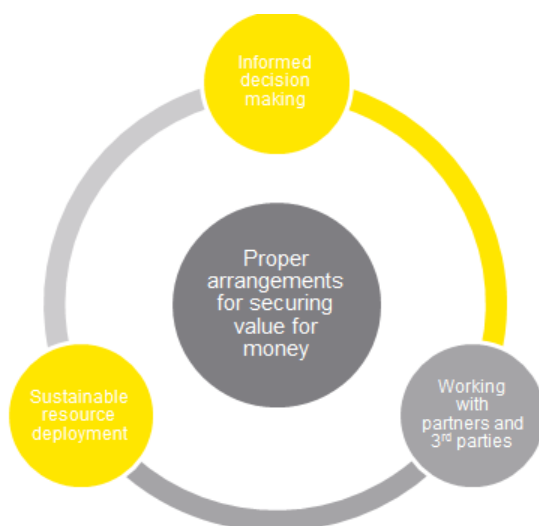 Informed
decision
making
Proper
arrangements
for securing
value for
money
Sustainable
resource
deployment
Working
with
partners and
3rd parties